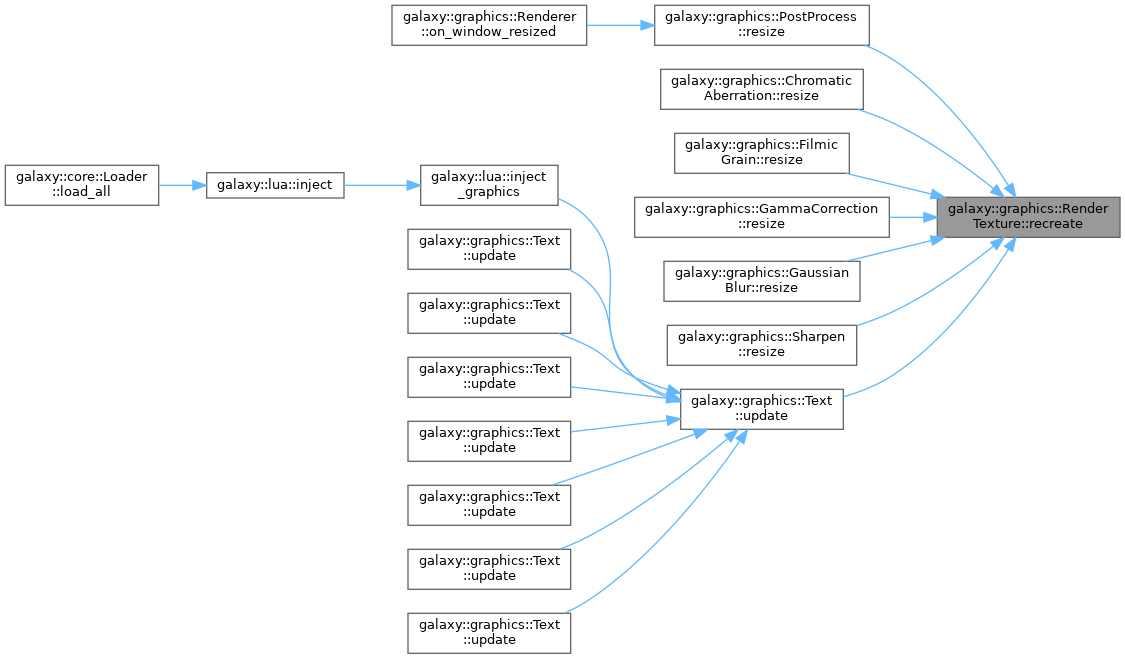 galaxy::graphics::Renderer
::on_window_resized
galaxy::graphics::PostProcess
::resize
galaxy::graphics::Chromatic
Aberration::resize
galaxy::graphics::Filmic
Grain::resize
galaxy::core::Loader
::load_all
galaxy::lua::inject
galaxy::lua::inject
_graphics
galaxy::graphics::GammaCorrection
::resize
galaxy::graphics::Render
Texture::recreate
galaxy::graphics::Text
::update
galaxy::graphics::Gaussian
Blur::resize
galaxy::graphics::Text
::update
galaxy::graphics::Sharpen
::resize
galaxy::graphics::Text
::update
galaxy::graphics::Text
::update
galaxy::graphics::Text
::update
galaxy::graphics::Text
::update
galaxy::graphics::Text
::update
galaxy::graphics::Text
::update